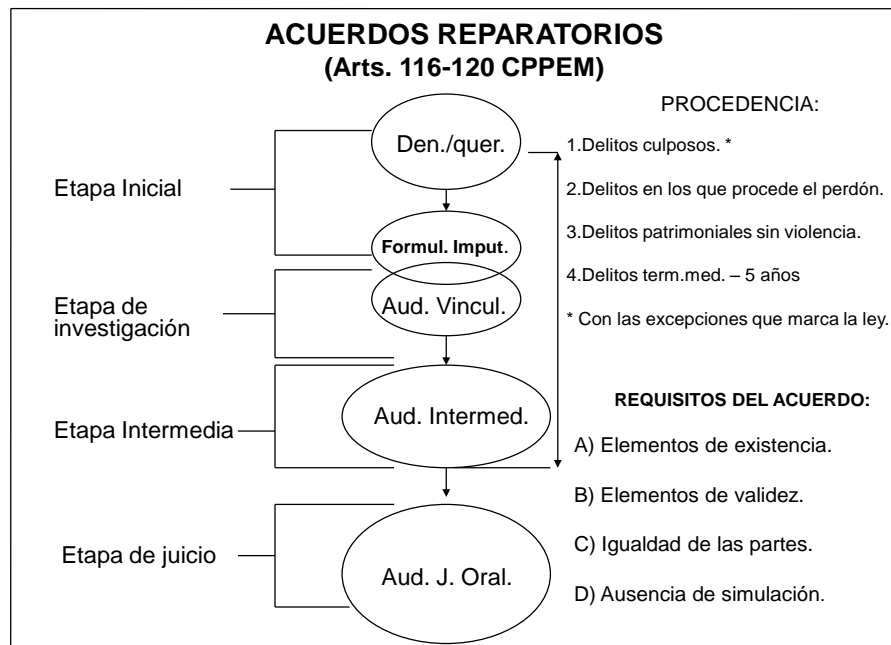 ACUERDOS REPARATORIOS
(Arts. 116-120 CPPEM)
Etapa Inicial
Etapa de
investigación
Etapa Intermedia
Etapa de juicio
Den./quer.
Formul. Imput.
Aud. Vincul.
Aud. Intermed.
Aud. J. Oral.
PROCEDENCIA:
1.Delitos culposos. *
2.Delitos en los que procede el perdón.
3.Delitos patrimoniales sin violencia.
4.Delitos term.med. – 5 años
* Con las excepciones que marca la ley.
REQUISITOS DEL ACUERDO:
A) Elementos de existencia.
B) Elementos de validez.
C) Igualdad de las partes.
D) Ausencia de simulación.